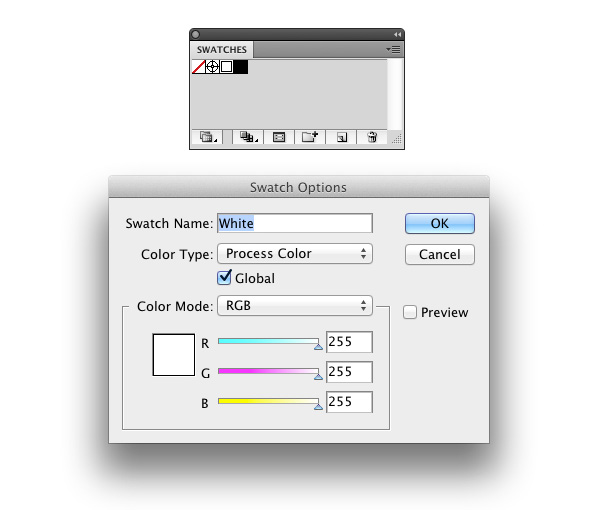 SWATCHES
Swatch Options
Swatch Name: White
OK
Color Type: Process Color
Cancel
Global
Color Mode: RGB
Preview
R 255
G 255
B 255